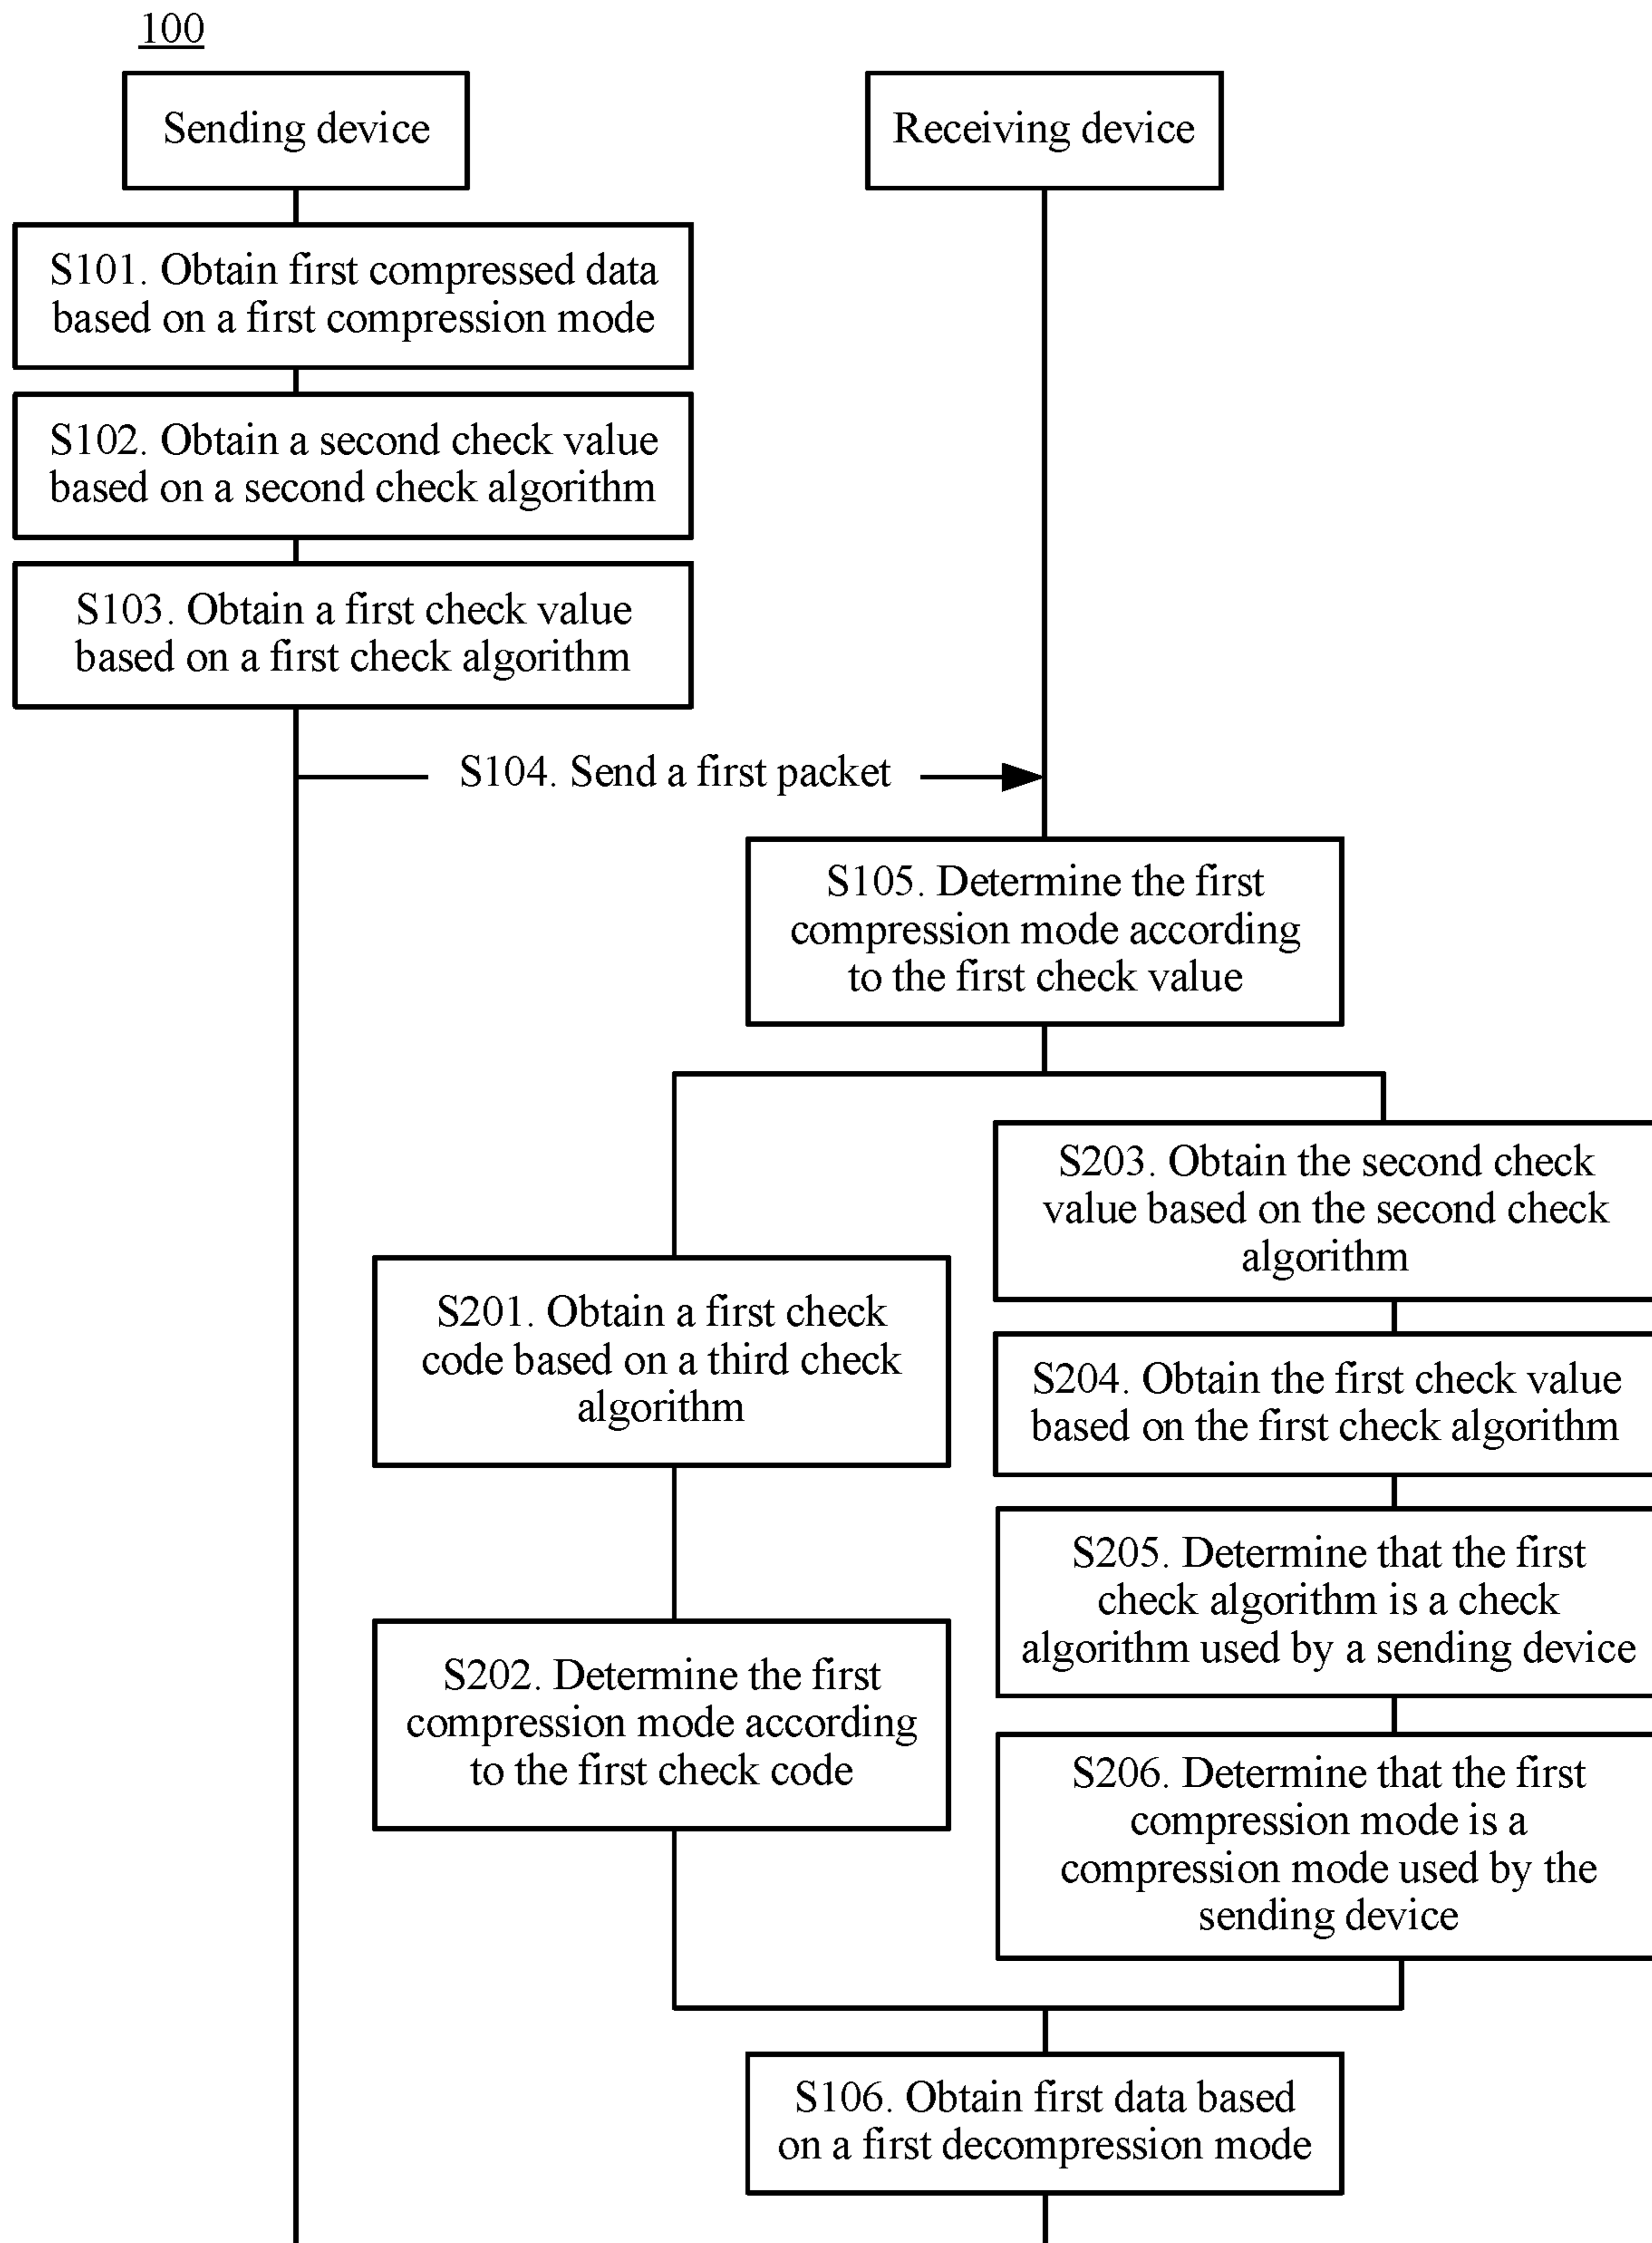 100
Sending device
Receiving device
S101. Obtain first compressed data
based on a first compression mode
S102. Obtain a second check value
based on a second check algorithm
S103. Obtain a first check value
based on a first check algorithm
S104. Send a first packet
S105. Determine the first
compression mode according
to the first check value
S201. Obtain a first check
code based on a third check
algorithm
S202. Determine the first
compression mode according
to the first check code
S203. Obtain the second check
value based on the second check
algorithm
S204. Obtain the first check value
based on the first check algorithm
S205. Determine that the first
check algorithm is a check
algorithm used by a sending device
S206. Determine that the first
compression mode is a
compression mode used by the
sending device
S106. Obtain first data based
on a first decompression mode